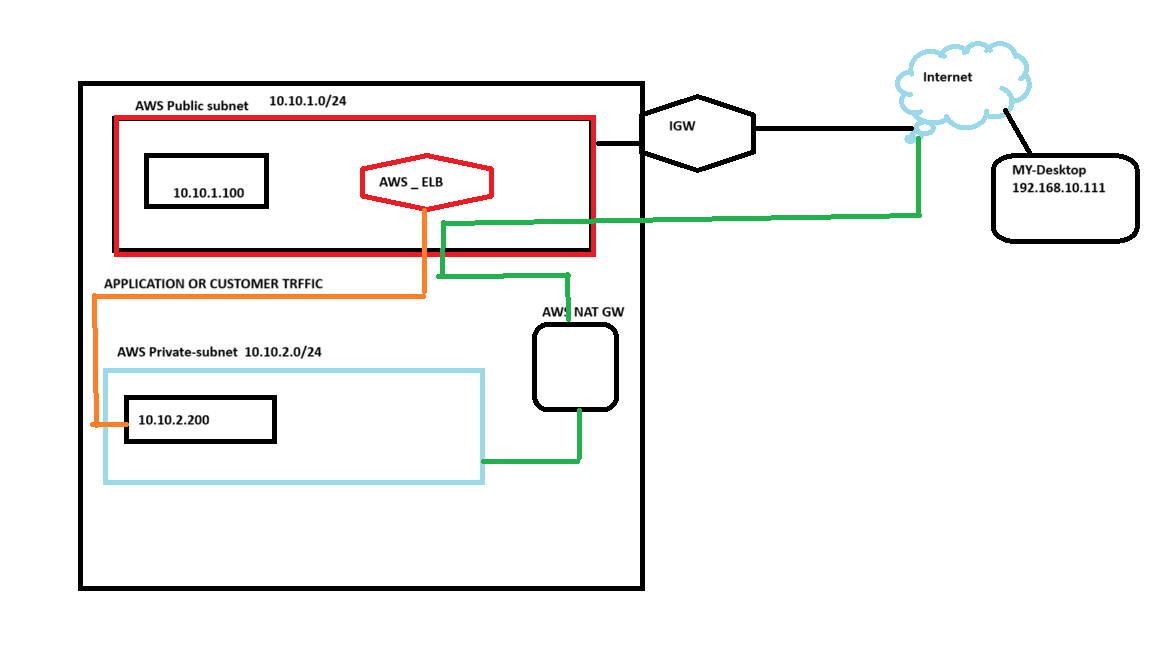 AWS Public subnet 10.10.1.0/24
Internet
IGW
10.10.1.100
AWS _ ELB
MY-Desktop
192.168.10.111
APPLICATION OR CUSTOMER TRFFIC
AWS NAT GW
AWS Private-subnet 10.10.2.0/24
10.10.2.200